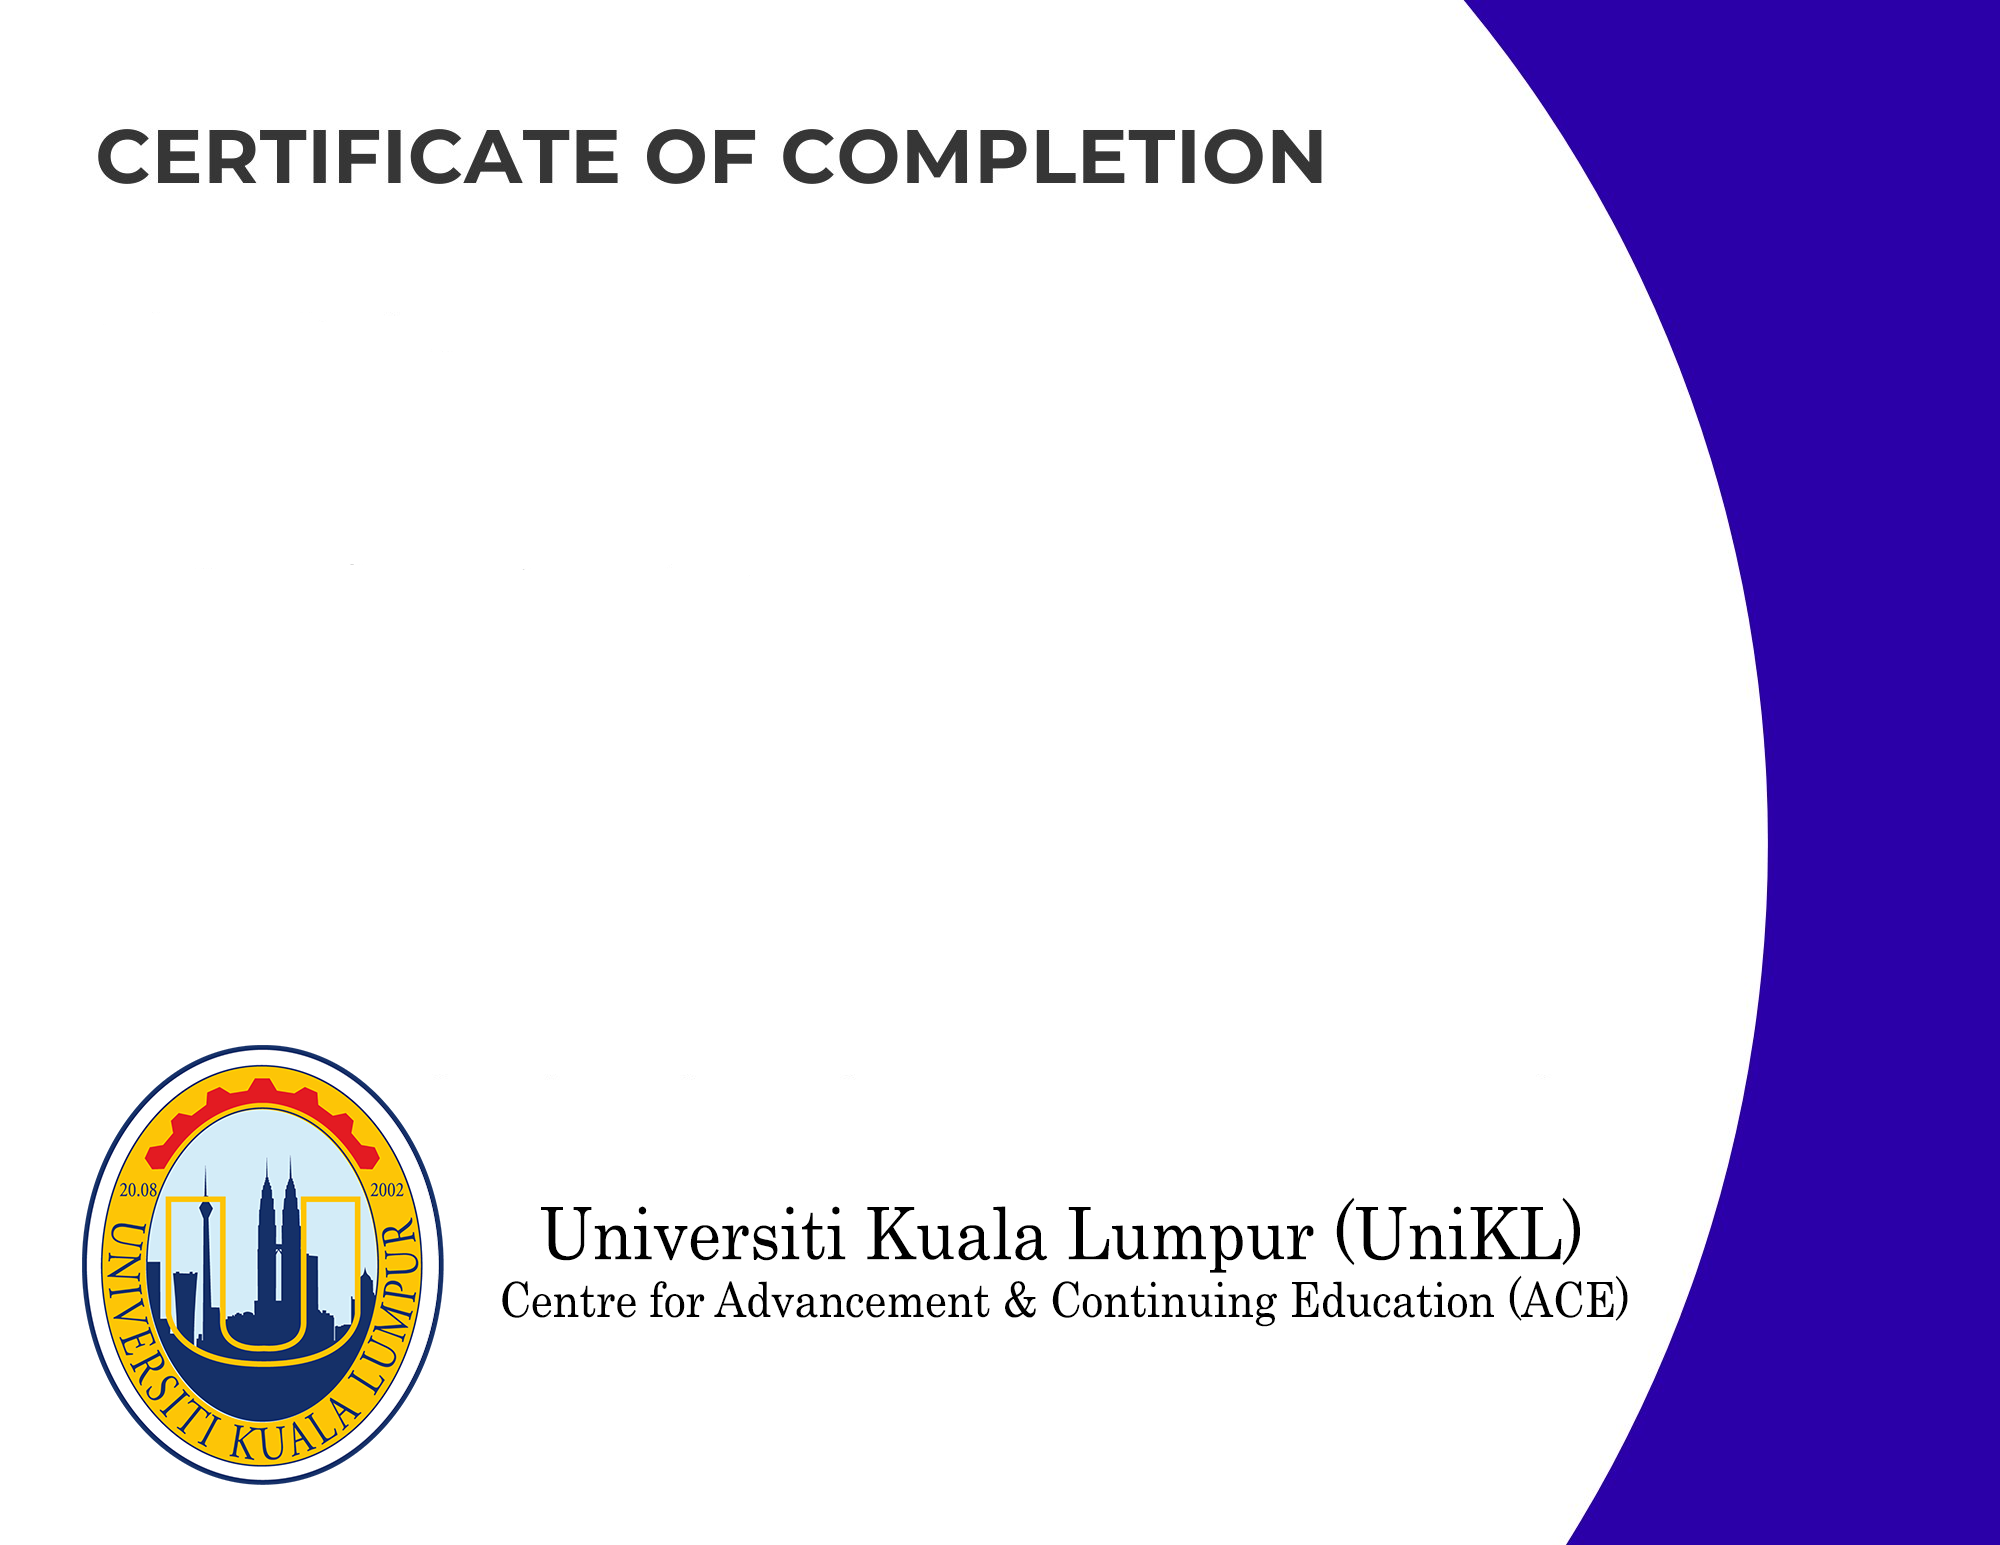 CERTIFICATE OF COMPLETION
20.08
2002
UNIVERSITI KUALA LUMPUR
Universiti Kuala Lumpur (UniKL)
Centre for Advancement & Continuing Education (ACE)